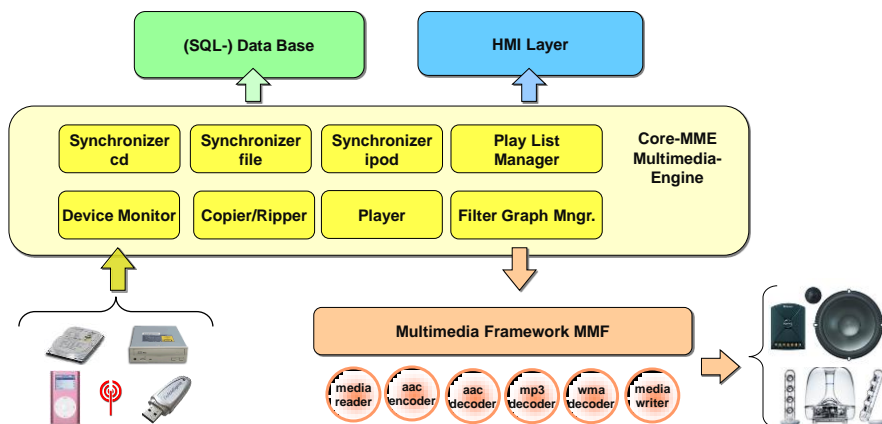 (SQL-) Data Base
HMI Layer
Synchronizer
cd
Synchronizer
file
Synchronizer
ipod
Play List
Manager
Core-MME
Multimedia-
Engine
Device Monitor
Copier/Ripper
Player
Filter Graph Mngr.
Multimedia Framework MMF
media
reader
aac
encoder
aac
decoder
mp3
decoder
wma
decoder
media
writer